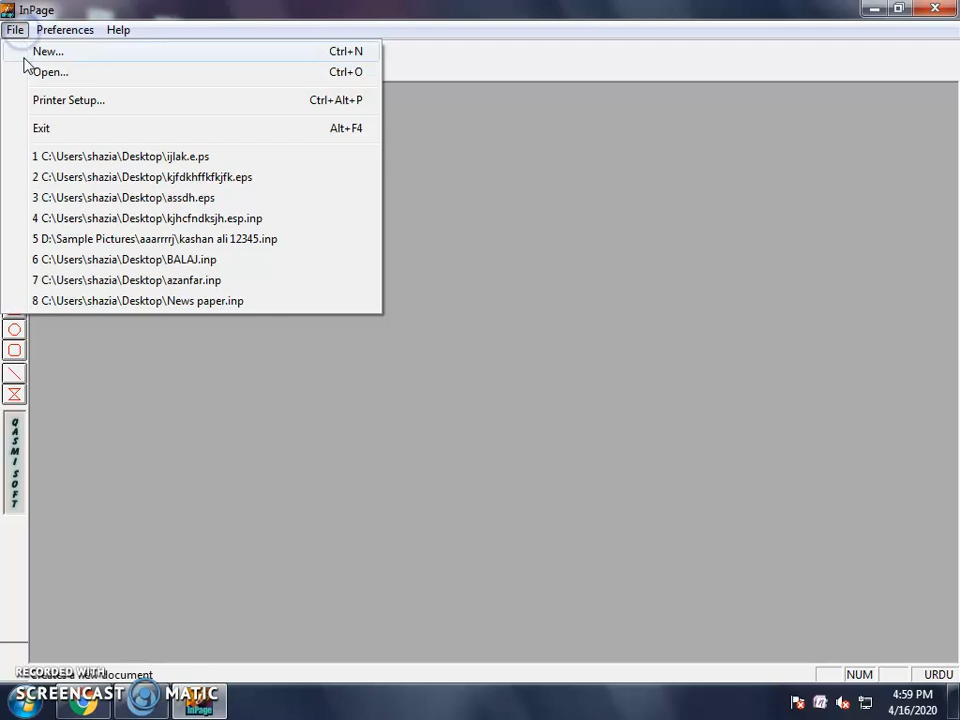 InPage
File Preferences Help
New... Ctrl+N
Open... Ctrl+O
Printer Setup... Ctrl+Alt+P
Exit Alt+F4
1 C:\Users\shazia\Desktop\ijlak.e.ps
2 C:\Users\shazia\Desktop\kjfdkhffkfkjfk.eps
3 C:\Users\shazia\Desktop\assdh.eps
4 C:\Users\shazia\Desktop\kjhcfndksjh.esp.inp
5 D:\Sample Pictures\aaarrrrj\kashan ali 12345.inp
6 C:\Users\shazia\Desktop\BALAJ.inp
7 C:\Users\shazia\Desktop\azanfar.inp
8 C:\Users\shazia\Desktop\News paper.inp
QASMI SOFT
Creates a new document NUM URDU
RECORDED WITH
SCREENCAST MATIC
InPage
4:59 PM
4/16/2020